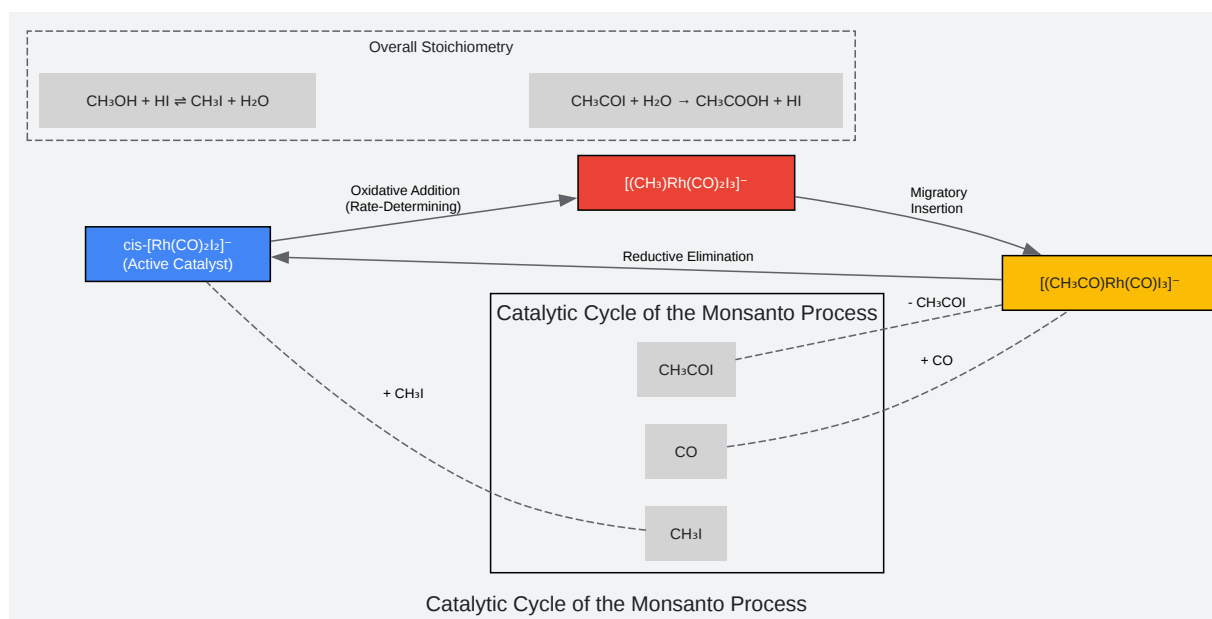 Overall Stoichiometry
CH₃OH + HI ⇌ CH₃I + H₂O
CH₃COI + H₂O → CH₃COOH + HI
[(CH₃)Rh(CO)₂I₃]⁻
Oxidative Addition
(Rate-Determining)
Migratory
Insertion
cis-[Rh(CO)₂I₂]⁻
(Active Catalyst)
Reductive Elimination
[(CH₃CO)Rh(CO)I₃]⁻
- CH₃COI
Catalytic Cycle of the Monsanto Process
CH₃COI
+ CO
+ CH₃I
CO
CH₃I
Catalytic Cycle of the Monsanto Process